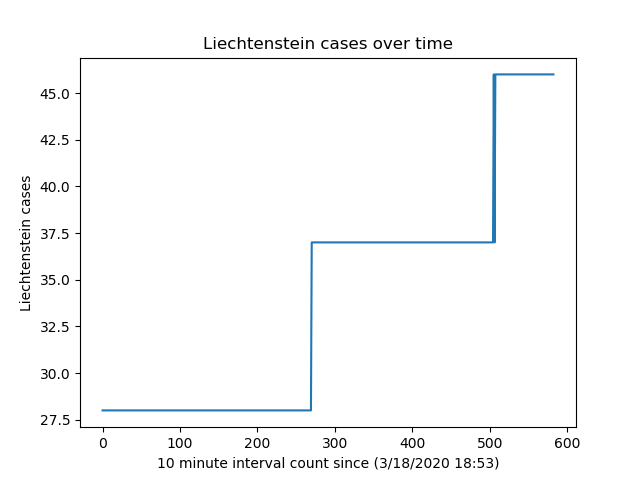 Liechtenstein cases over time
Liechtenstein cases
45.0
42.5
40.0
37.5
35.0
32.5
30.0
27.5
0 100 200 300 400 500 600
10 minute interval count since (3/18/2020 18:53)